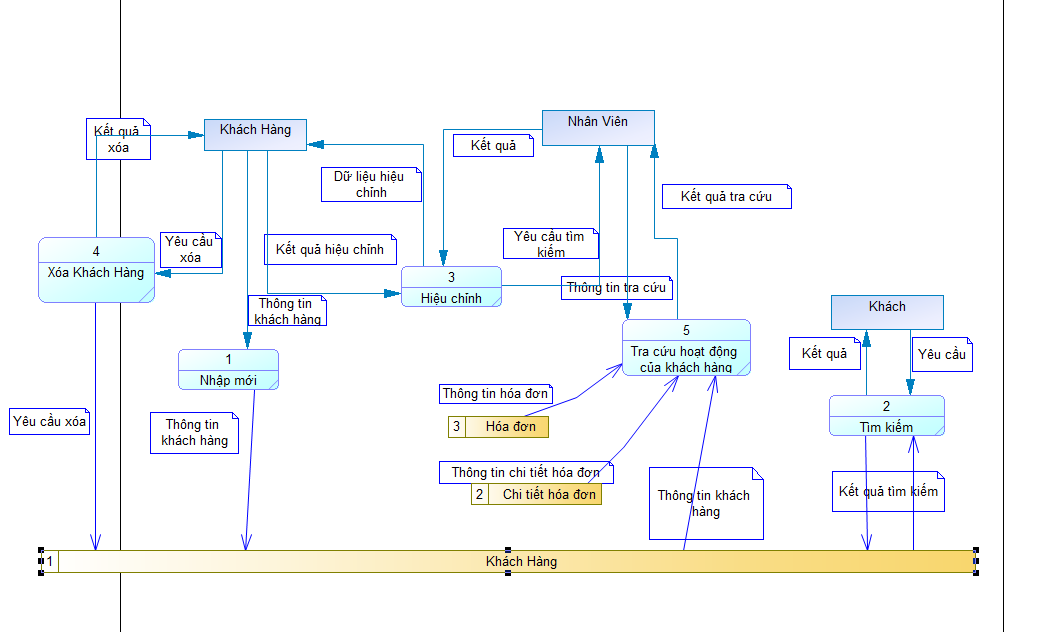 Kết quả
xóa
Khách Hàng
Nhân Viên
Kết quả
Dữ liệu hiệu
chỉnh
Kết quả tra cứu
Yêu cầu
xóa
Kết quả hiệu chỉnh
Yêu cầu tìm
kiếm
4
Xóa Khách Hàng
3
Hiệu chỉnh
Thông tin tra cứu
Thông tin
khách hàng
Khách
5
Tra cứu hoạt động
của khách hàng
Kết quả
Yêu cầu
1
Nhập mới
Thông tin hóa đơn
2
Tìm kiếm
Yêu cầu xóa
Thông tin
khách hàng
3
Hóa đơn
Thông tin chi tiết hóa đơn
2
Chi tiết hóa đơn
Thông tin khách
hàng
Kết quả tìm kiếm
1
Khách Hàng